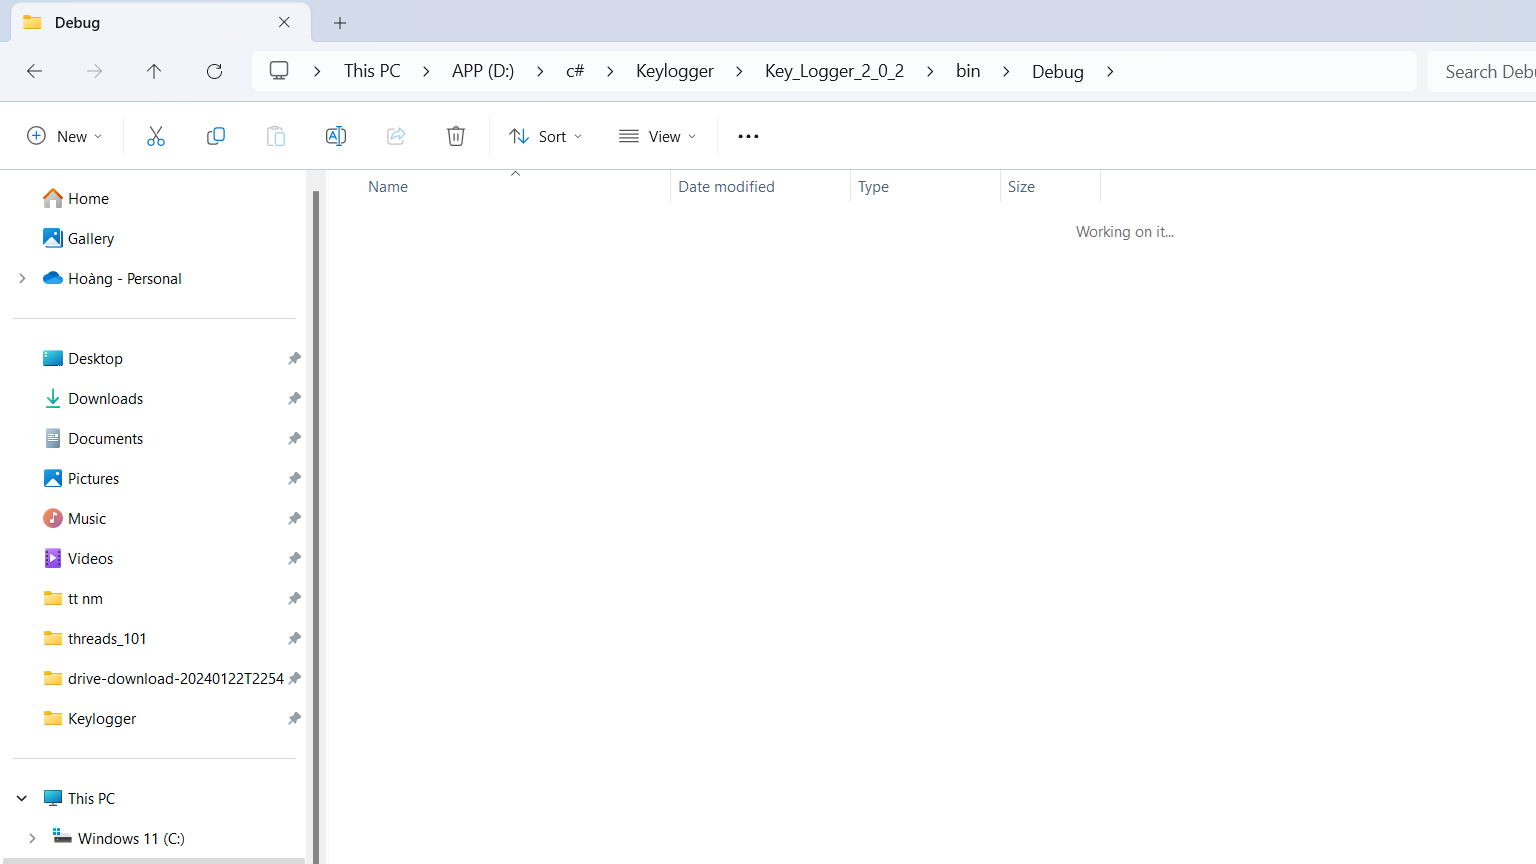 Debug
This PC > APP (D:) > c# > Keylogger > Key_Logger_2_0_2 > bin > Debug >
Search Debu
New
Sort
View
Name
Date modified
Type
Size
Working on it...
Home
Gallery
Hoàng - Personal
Desktop
Downloads
Documents
Pictures
Music
Videos
tt nm
threads_101
drive-download-20240122T2254
Keylogger
This PC
Windows 11 (C:)